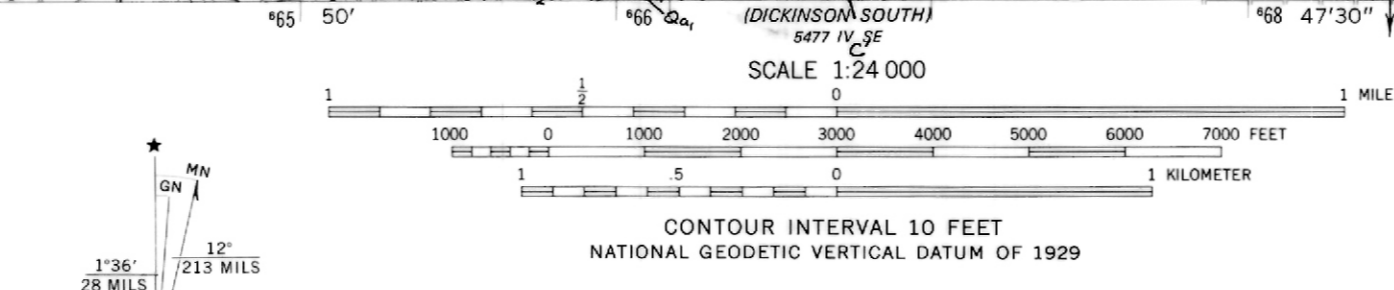 ⁶65 50' ⁶66 Qa₁ (DICKINSON SOUTH) ⁶68 47'30"
5477 IV SE
C'
SCALE 1:24 000
1 1/2 0 1 MILE
1000 0 1000 2000 3000 4000 5000 6000 7000 FEET
1 .5 0 1 KILOMETER
CONTOUR INTERVAL 10 FEET
NATIONAL GEODETIC VERTICAL DATUM OF 1929
★
MN
GN
12°
213 MILS
1°36'
28 MILS